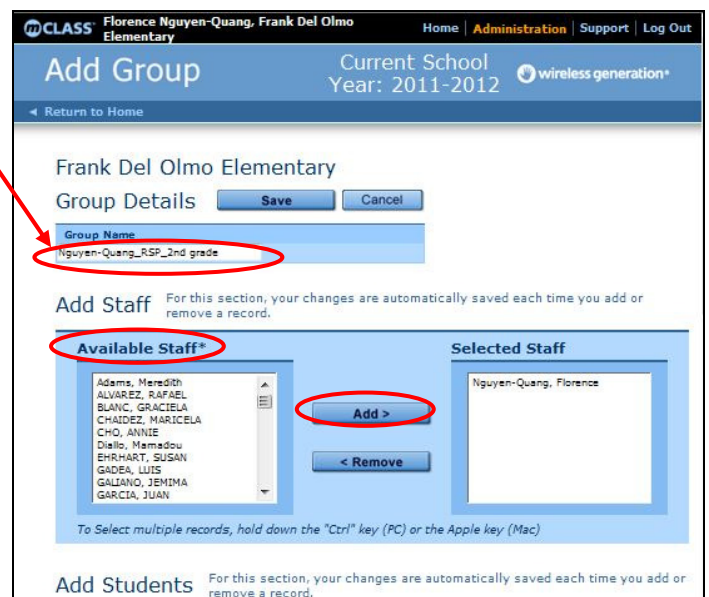 mCLASS® Florence Nguyen-Quang, Frank Del Olmo
Elementary
Home | Administration | Support | Log Out
Add Group
Current School
Year: 2011-2012
wireless generation
◄ Return to Home
Frank Del Olmo Elementary
Group Details Save Cancel
Group Name
Nguyen-Quang_RSP_2nd grade
Add Staff For this section, your changes are automatically saved each time you add or
remove a record.
Available Staff* Selected Staff
Adams, Meredith
ALVAREZ, RAFAEL
BLANC, GRACIELA
CHAIDEZ, MARICELA
CHO, ANNIE
Diallo, Mamadou
EHRHART, SUSAN
GADEA, LUIS
GALIANO, JEMIMA
GARCIA, JUAN
Add >
< Remove
Nguyen-Quang, Florence
To Select multiple records, hold down the "Ctrl" key (PC) or the Apple key (Mac)
Add Students For this section, your changes are automatically saved each time you add or
remove a record.